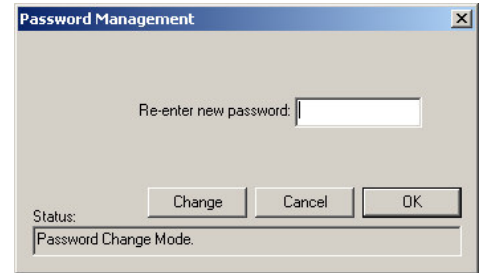 Password Management
Re-enter new password:
Change Cancel OK
Status:
Password Change Mode.